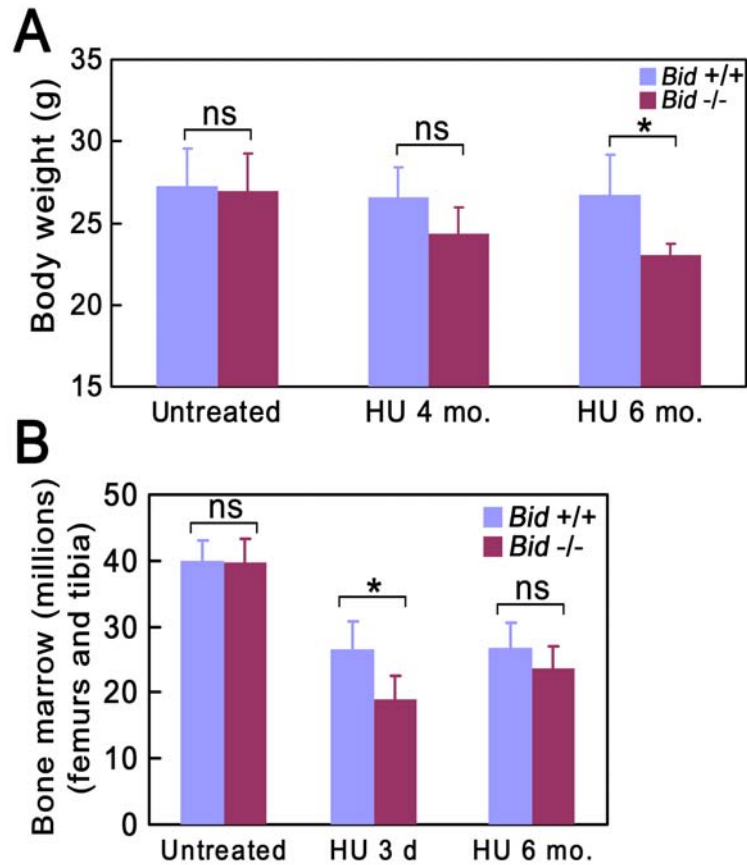 A
Body weight (g)
35
30
25
20
15
Bid +/+
Bid -/-
ns
ns
*
Untreated
HU 4 mo.
HU 6 mo.
B
Bone marrow (millions)
(femurs and tibia)
50
40
30
20
10
0
Bid +/+
Bid -/-
ns
*
ns
Untreated
HU 3 d
HU 6 mo.